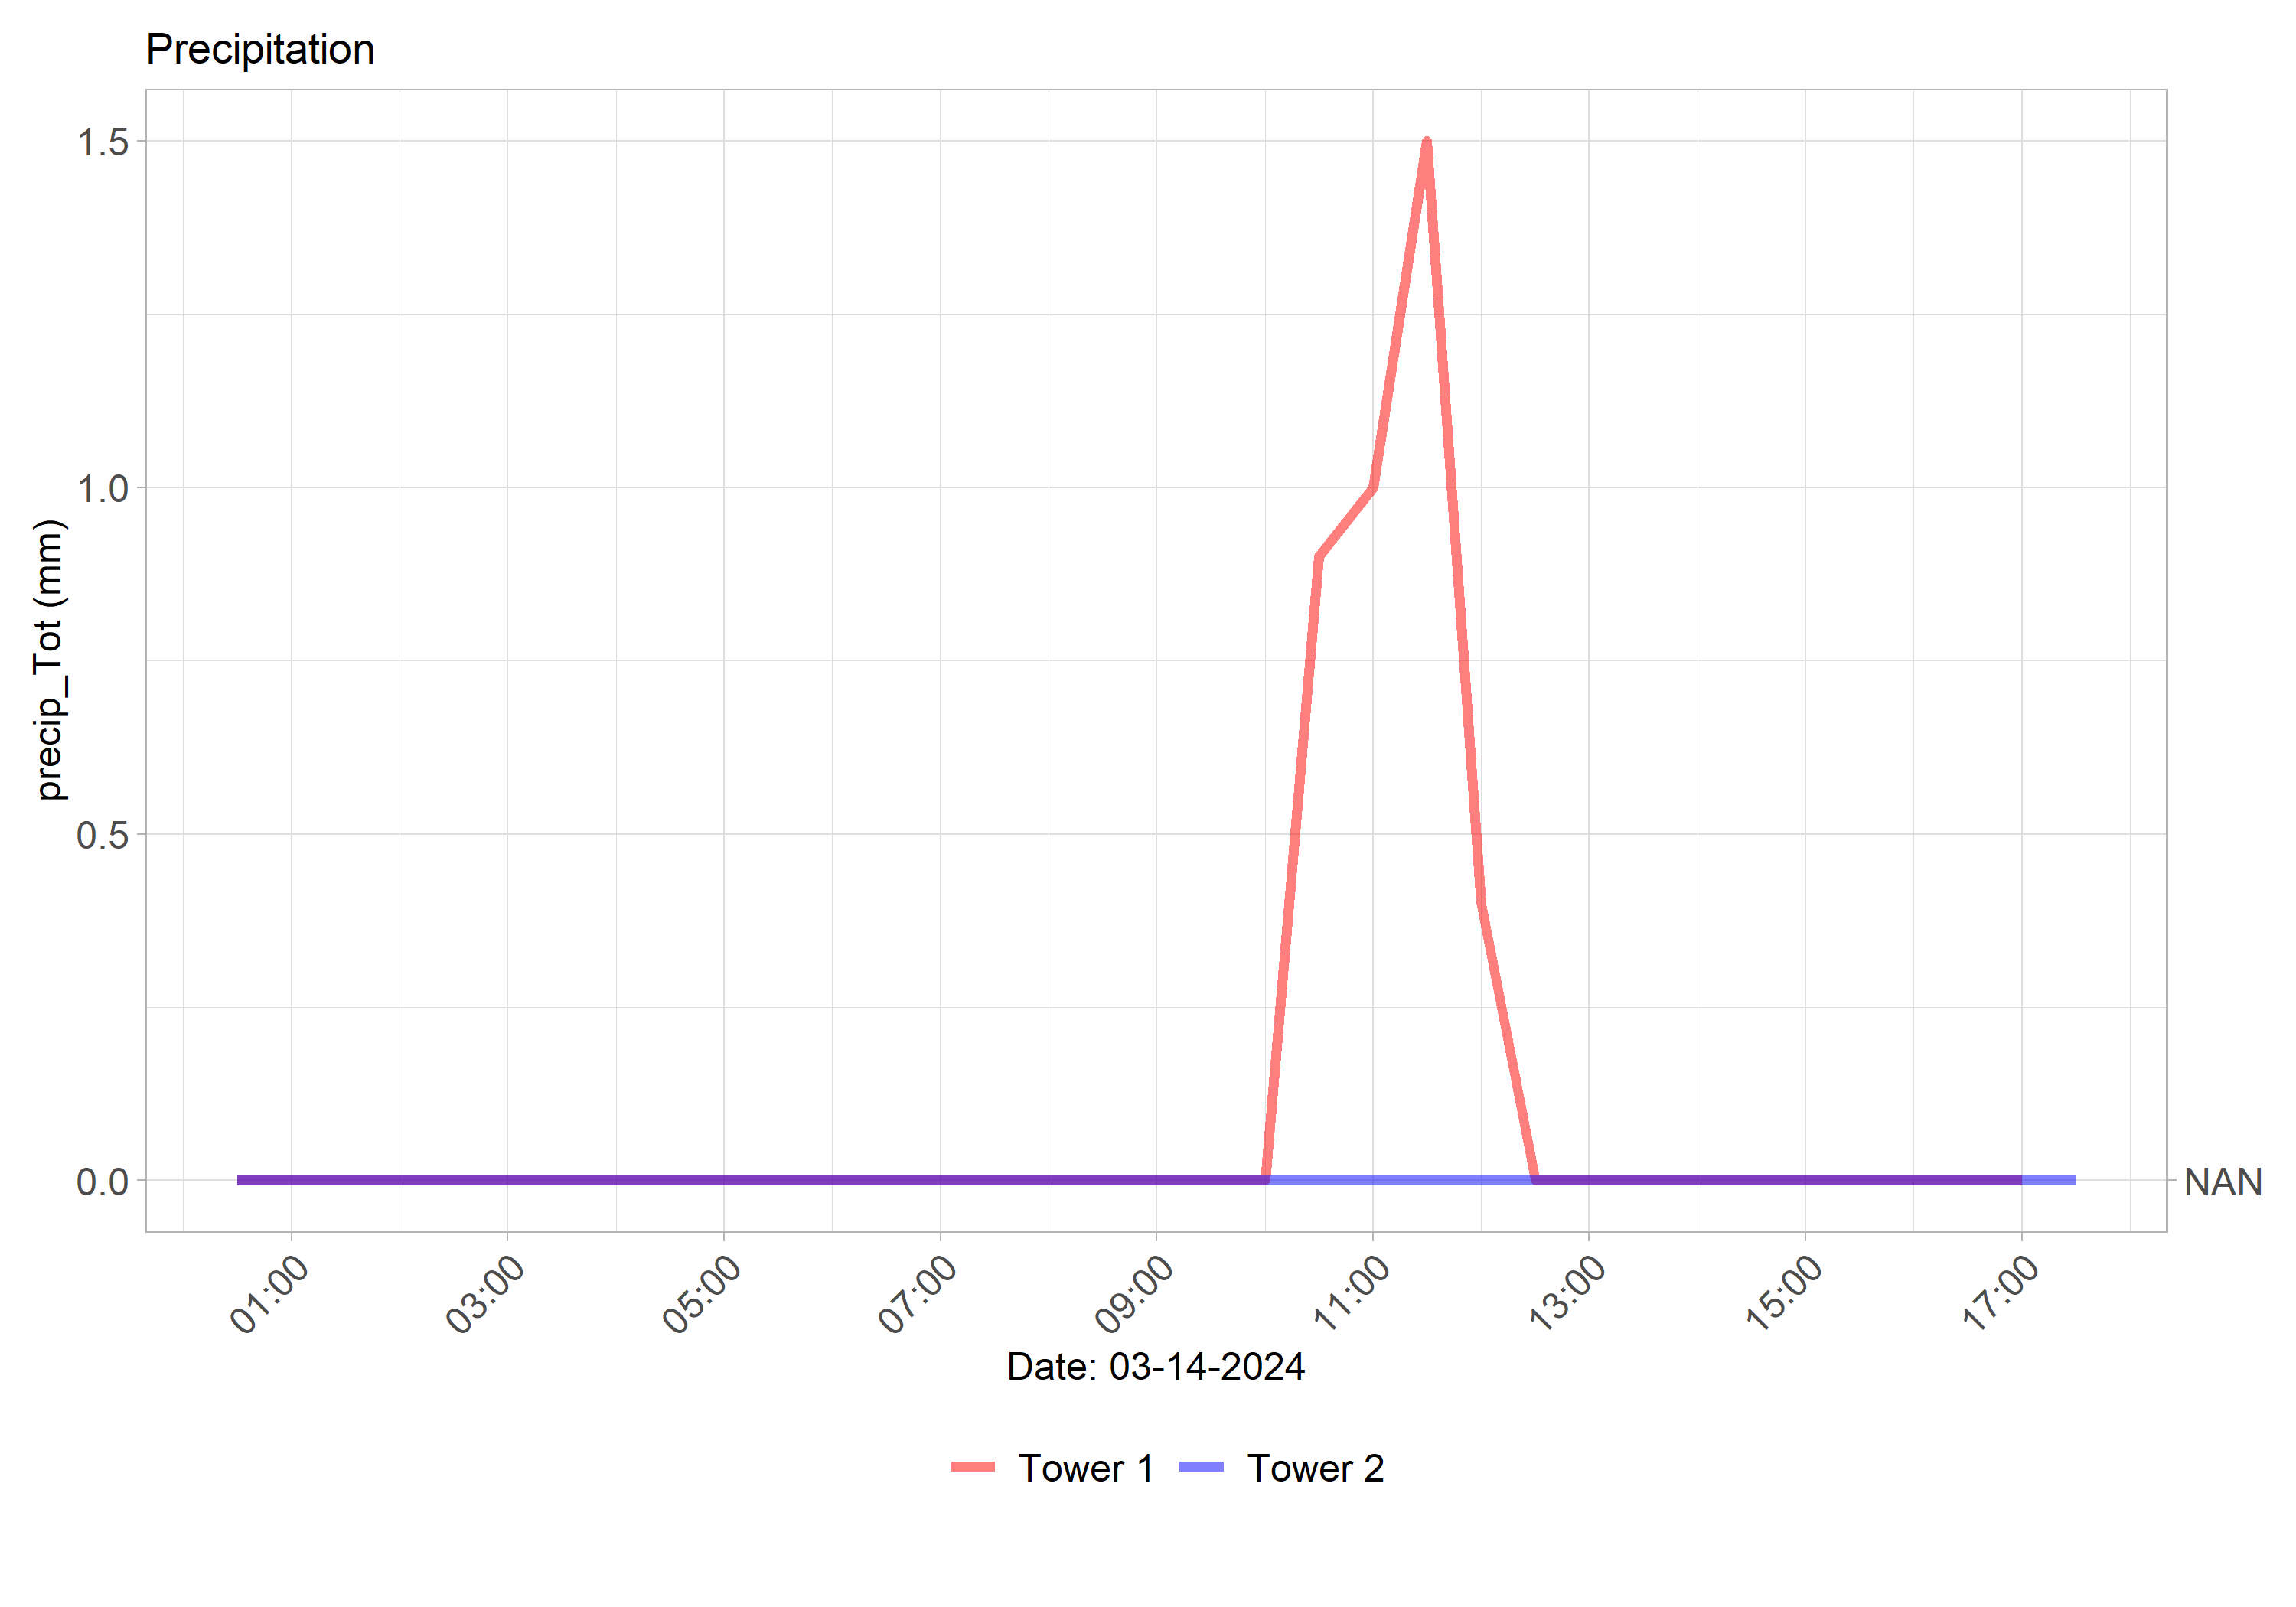 Precipitation
precip_Tot (mm)
1.5
1.0
0.5
0.0
NAN
01:00 03:00 05:00 07:00 09:00 11:00 13:00 15:00 17:00
Date: 03-14-2024
Tower 1 Tower 2